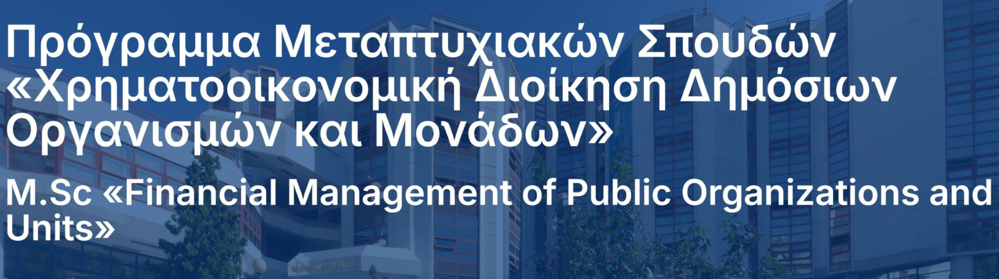 Πρόγραμμα Μεταπτυχιακών Σπουδών
«Χρηματοοικονομική Διοίκηση Δημόσιων
Οργανισμών και Μονάδων»
M.Sc «Financial Management of Public Organizations and
Units»
ΠΑΝΕΠΙΣΤΗΜΙΟ ΠΕΙΡΑΙΩΣ